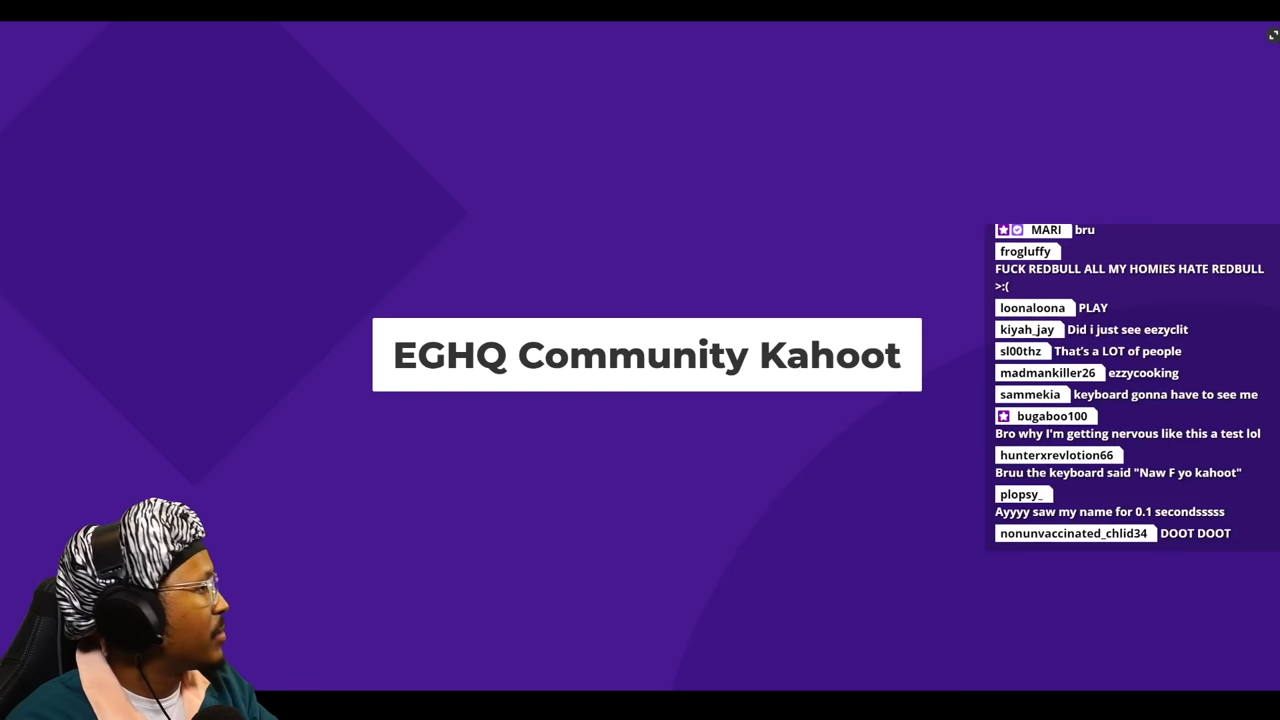 MARI bru
frogluffy
FUCK REDBULL ALL MY HOMIES HATE REDBULL
>:(
loonaloona PLAY
kiyah_jay Did i just see eezyclit
sl00thz That's a LOT of people
EGHQ Community Kahoot
madmankiller26 ezzycooking
sammekia keyboard gonna have to see me
bugaboo100
Bro why I'm getting nervous like this a test lol
hunterxrevlotion66
Bruu the keyboard said "Naw F yo kahoot"
plopsy_
Ayyyy saw my name for 0.1 secondsssss
nonunvaccinated_chlid34 DOOT DOOT